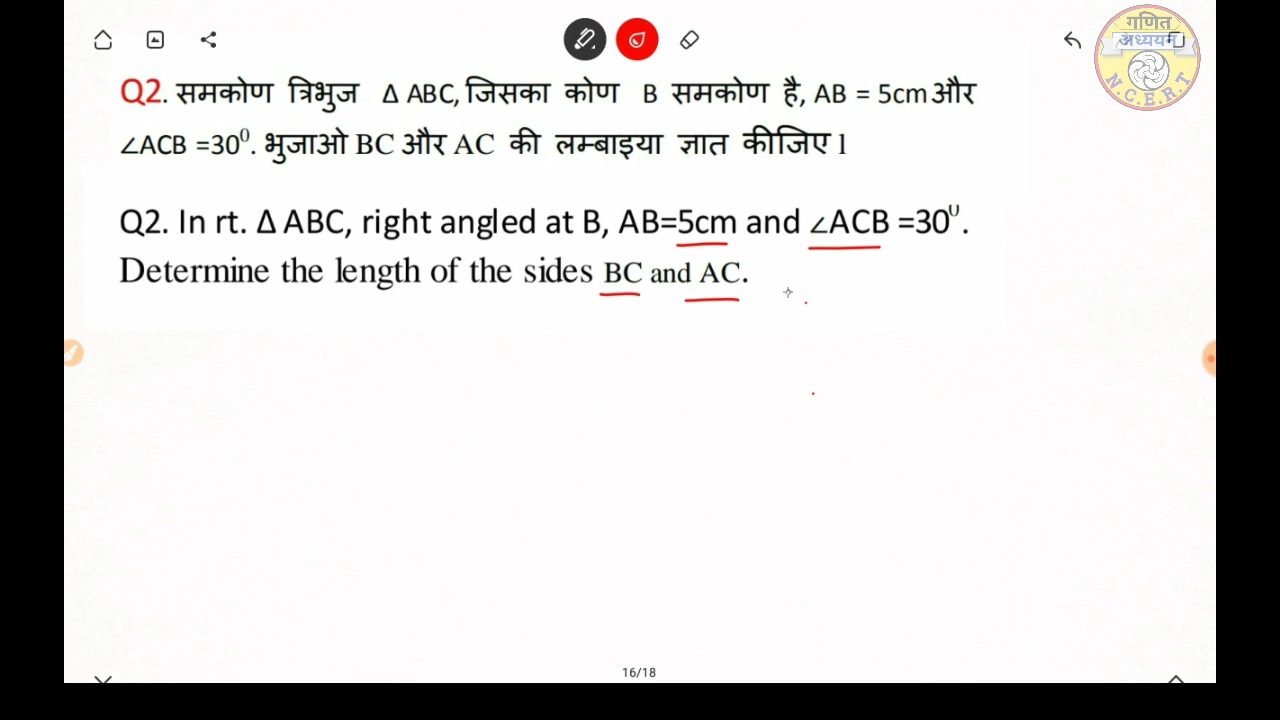 गणित
अध्ययन
N.C.E.R.T
Q2. समकोण त्रिभुज Δ ABC, जिसका कोण B समकोण है, AB = 5cm और
∠ACB =30⁰. भुजाओ BC और AC की लम्बाइया ज्ञात कीजिए l
Q2. In rt. Δ ABC, right angled at B, AB=5cm and ∠ACB =30⁰.
Determine the length of the sides BC and AC.
16/18